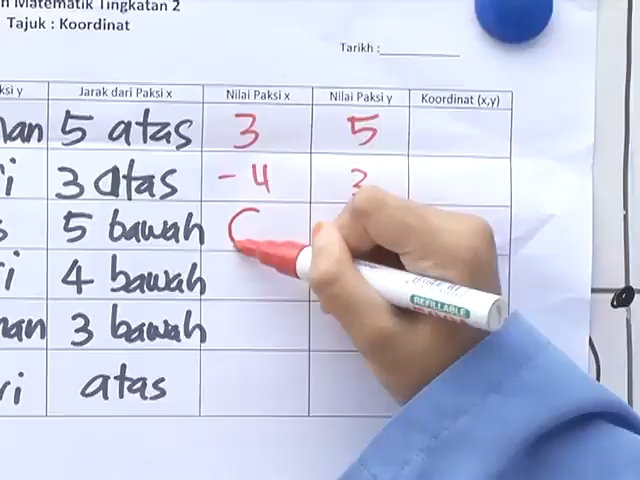 Matematik Tingkatan 2
Tajuk : Koordinat
Tarikh :
Jarak dari Paksi x Nilai Paksi x Nilai Paksi y Koordinat (x,y)
5 atas 3 5
3 atas -4
5 bawah
4 bawah
3 bawah
atas
REFILLABLE